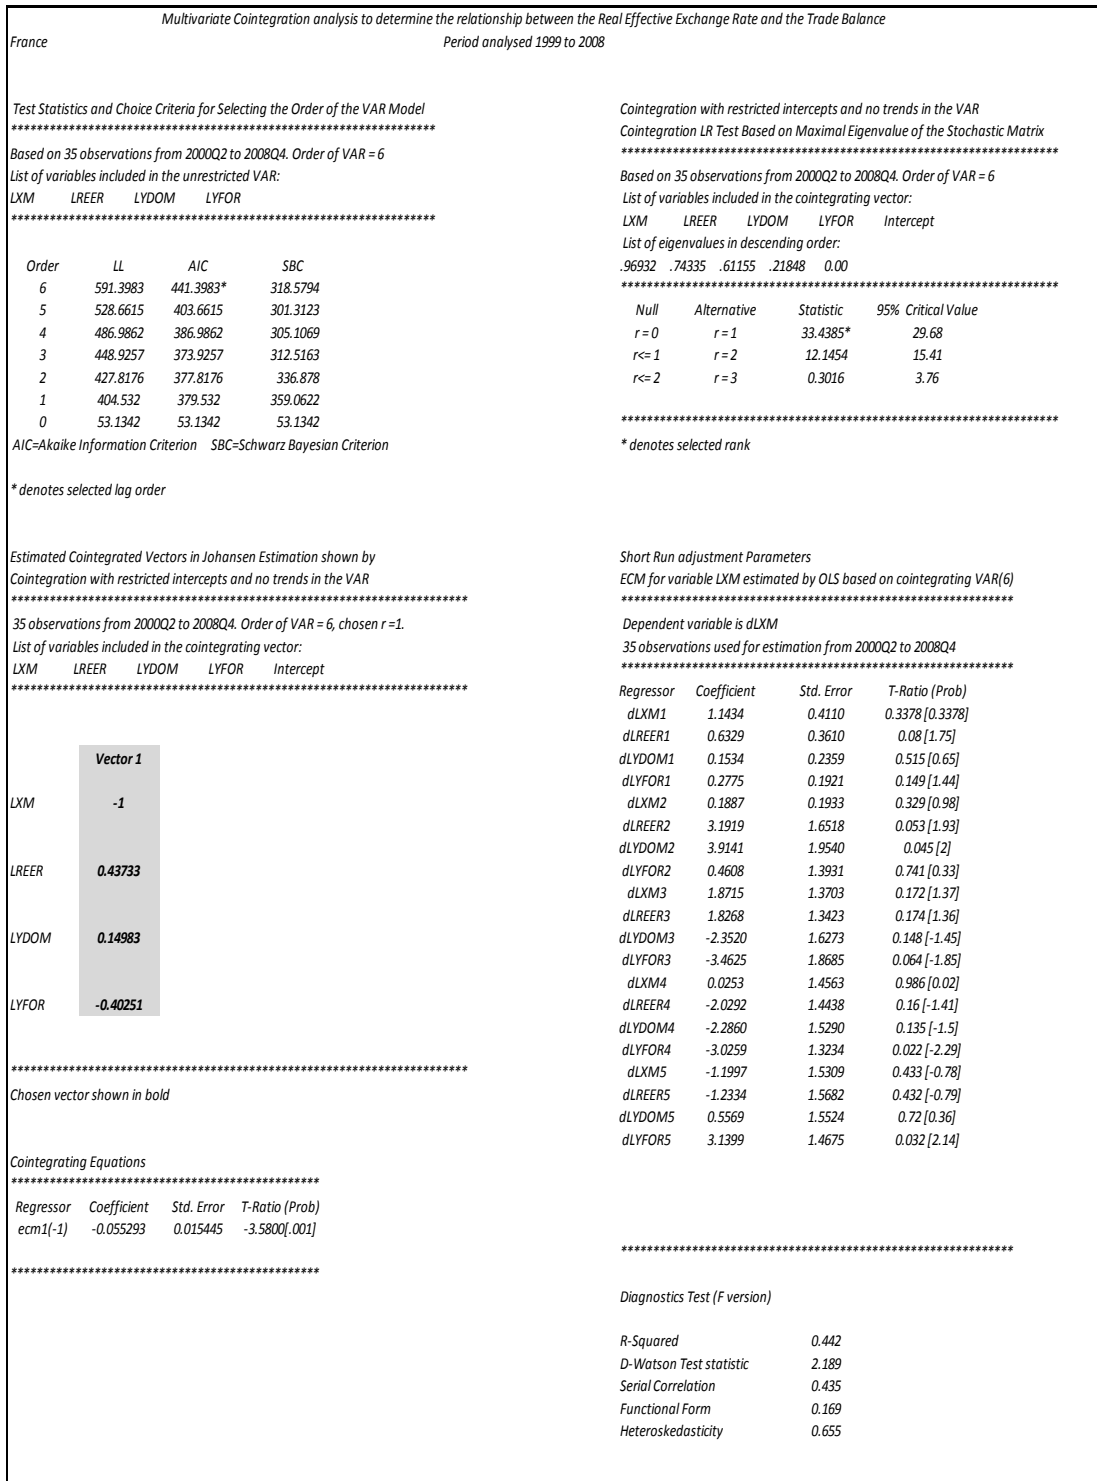 Multivariate Cointegration analysis to determine the relationship between the Real Effective Exchange Rate and the Trade Balance
France Period analysed 1999 to 2008
Test Statistics and Choice Criteria for Selecting the Order of the VAR Model
******************************************************************
Based on 35 observations from 2000Q2 to 2008Q4. Order of VAR = 6
List of variables included in the unrestricted VAR:
LXM LREER LYDOM LYFOR
******************************************************************
Order LL AIC SBC
6 591.3983 441.3983* 318.5794
5 528.6615 403.6615 301.3123
4 486.9862 386.9862 305.1069
3 448.9257 373.9257 312.5163
2 427.8176 377.8176 336.878
1 404.532 379.532 359.0622
0 53.1342 53.1342 53.1342
AIC=Akaike Information Criterion SBC=Schwarz Bayesian Criterion
* denotes selected lag order
Cointegration with restricted intercepts and no trends in the VAR
Cointegration LR Test Based on Maximal Eigenvalue of the Stochastic Matrix
********************************************************************
Based on 35 observations from 2000Q2 to 2008Q4. Order of VAR = 6
List of variables included in the cointegrating vector:
LXM LREER LYDOM LYFOR Intercept
List of eigenvalues in descending order:
.96932 .74335 .61155 .21848 0.00
********************************************************************
Null Alternative Statistic 95% Critical Value
r = 0 r = 1 33.4385* 29.68
r<= 1 r = 2 12.1454 15.41
r<= 2 r = 3 0.3016 3.76
********************************************************************
* denotes selected rank
Estimated Cointegrated Vectors in Johansen Estimation shown by
Cointegration with restricted intercepts and no trends in the VAR
***********************************************************************
35 observations from 2000Q2 to 2008Q4. Order of VAR = 6, chosen r =1.
List of variables included in the cointegrating vector:
LXM LREER LYDOM LYFOR Intercept
***********************************************************************
Vector 1
LXM -1
LREER 0.43733
LYDOM 0.14983
LYFOR -0.40251
***********************************************************************
Chosen vector shown in bold
Cointegrating Equations
************************************************
Regressor Coefficient Std. Error T-Ratio (Prob)
ecm1(-1) -0.055293 0.015445 -3.5800[.001]
************************************************
Short Run adjustment Parameters
ECM for variable LXM estimated by OLS based on cointegrating VAR(6)
*************************************************************
Dependent variable is dLXM
35 observations used for estimation from 2000Q2 to 2008Q4
*************************************************************
Regressor Coefficient Std. Error T-Ratio (Prob)
dLXM1 1.1434 0.4110 0.3378 [0.3378]
dLREER1 0.6329 0.3610 0.08 [1.75]
dLYDOM1 0.1534 0.2359 0.515 [0.65]
dLYFOR1 0.2775 0.1921 0.149 [1.44]
dLXM2 0.1887 0.1933 0.329 [0.98]
dLREER2 3.1919 1.6518 0.053 [1.93]
dLYDOM2 3.9141 1.9540 0.045 [2]
dLYFOR2 0.4608 1.3931 0.741 [0.33]
dLXM3 1.8715 1.3703 0.172 [1.37]
dLREER3 1.8268 1.3423 0.174 [1.36]
dLYDOM3 -2.3520 1.6273 0.148 [-1.45]
dLYFOR3 -3.4625 1.8685 0.064 [-1.85]
dLXM4 0.0253 1.4563 0.986 [0.02]
dLREER4 -2.0292 1.4438 0.16 [-1.41]
dLYDOM4 -2.2860 1.5290 0.135 [-1.5]
dLYFOR4 -3.0259 1.3234 0.022 [-2.29]
dLXM5 -1.1997 1.5309 0.433 [-0.78]
dLREER5 -1.2334 1.5682 0.432 [-0.79]
dLYDOM5 0.5569 1.5524 0.72 [0.36]
dLYFOR5 3.1399 1.4675 0.032 [2.14]
*************************************************************
Diagnostics Test (F version)
R-Squared 0.442
D-Watson Test statistic 2.189
Serial Correlation 0.435
Functional Form 0.169
Heteroskedasticity 0.655